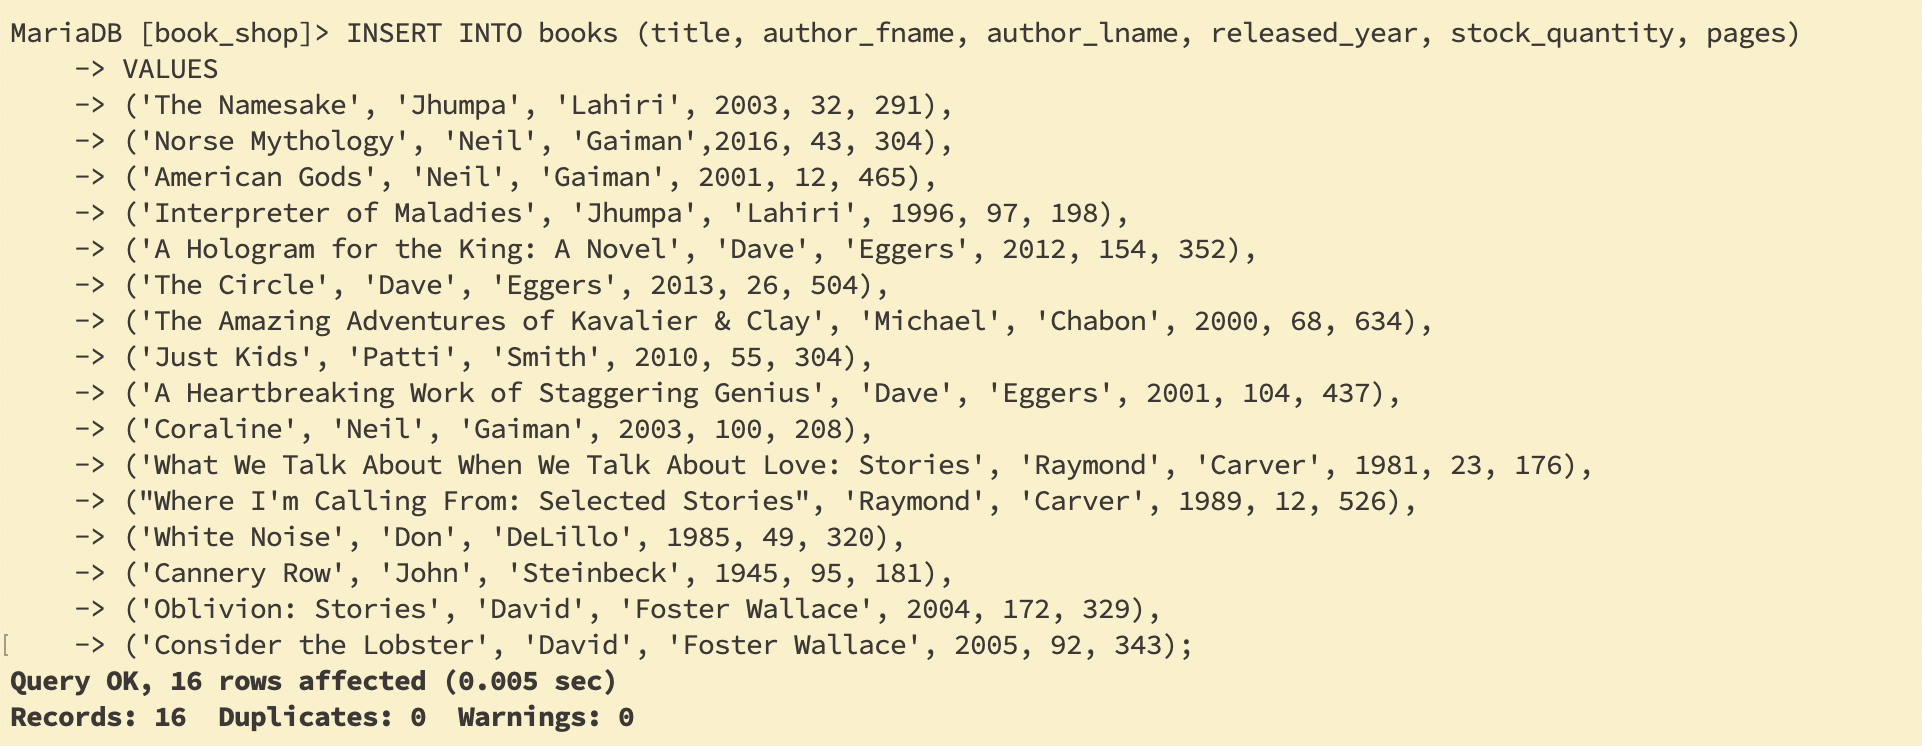 MariaDB [book_shop]> INSERT INTO books (title, author_fname, author_lname, released_year, stock_quantity, pages)
    -> VALUES
    -> ('The Namesake', 'Jhumpa', 'Lahiri', 2003, 32, 291),
    -> ('Norse Mythology', 'Neil', 'Gaiman',2016, 43, 304),
    -> ('American Gods', 'Neil', 'Gaiman', 2001, 12, 465),
    -> ('Interpreter of Maladies', 'Jhumpa', 'Lahiri', 1996, 97, 198),
    -> ('A Hologram for the King: A Novel', 'Dave', 'Eggers', 2012, 154, 352),
    -> ('The Circle', 'Dave', 'Eggers', 2013, 26, 504),
    -> ('The Amazing Adventures of Kavalier & Clay', 'Michael', 'Chabon', 2000, 68, 634),
    -> ('Just Kids', 'Patti', 'Smith', 2010, 55, 304),
    -> ('A Heartbreaking Work of Staggering Genius', 'Dave', 'Eggers', 2001, 104, 437),
    -> ('Coraline', 'Neil', 'Gaiman', 2003, 100, 208),
    -> ('What We Talk About When We Talk About Love: Stories', 'Raymond', 'Carver', 1981, 23, 176),
    -> ("Where I'm Calling From: Selected Stories", 'Raymond', 'Carver', 1989, 12, 526),
    -> ('White Noise', 'Don', 'DeLillo', 1985, 49, 320),
    -> ('Cannery Row', 'John', 'Steinbeck', 1945, 95, 181),
    -> ('Oblivion: Stories', 'David', 'Foster Wallace', 2004, 172, 329),
[    -> ('Consider the Lobster', 'David', 'Foster Wallace', 2005, 92, 343);
Query OK, 16 rows affected (0.005 sec)
Records: 16  Duplicates: 0  Warnings: 0